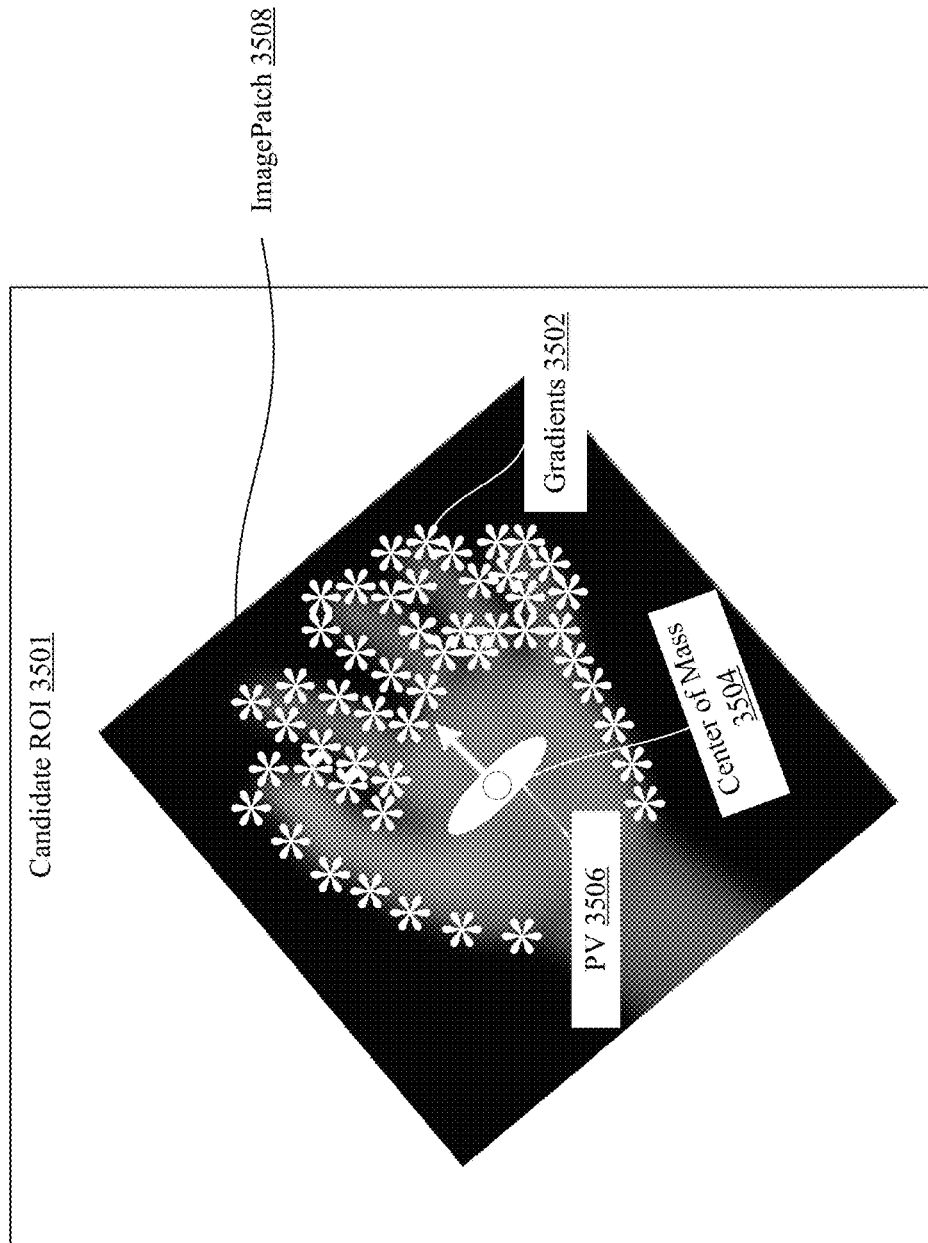 Candidate ROI 3501
ImagePatch 3508
Gradients 3502
Center of Mass
3504
PV 3506